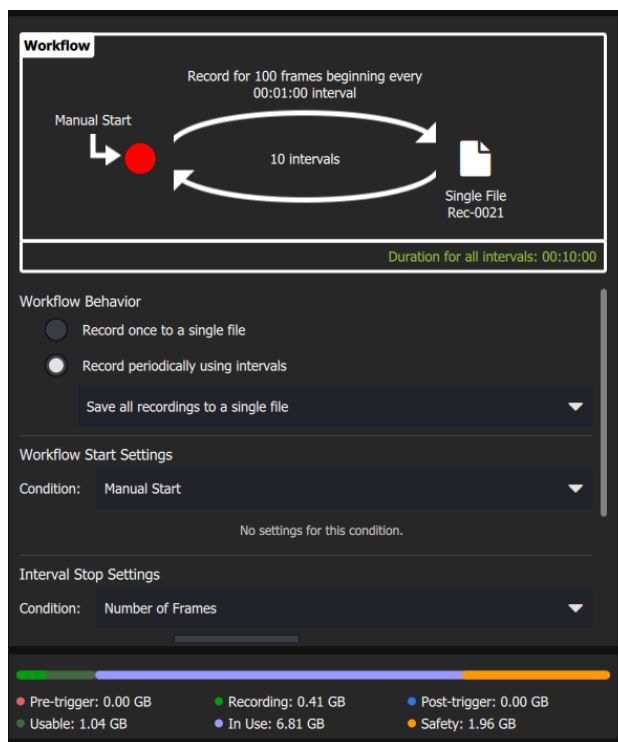 Workflow
Record for 100 frames beginning every
00:01:00 interval
Manual Start
10 intervals
Single File
Rec-0021
Duration for all intervals: 00:10:00
Workflow Behavior
Record once to a single file
Record periodically using intervals
Save all recordings to a single file
Workflow Start Settings
Condition: Manual Start
No settings for this condition.
Interval Stop Settings
Condition: Number of Frames
Pre-trigger: 0.00 GB Recording: 0.41 GB Post-trigger: 0.00 GB
Usable: 1.04 GB In Use: 6.81 GB Safety: 1.96 GB